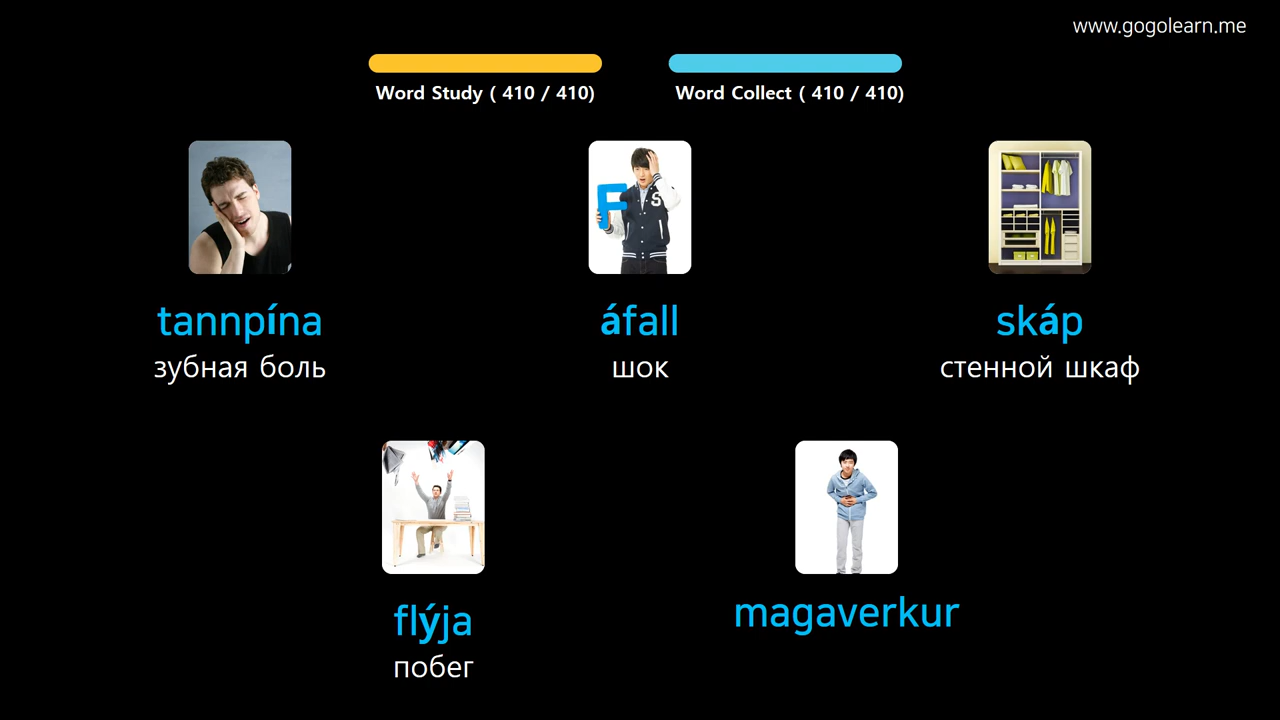 www.gogolearn.me
Word Study ( 410 / 410)
Word Collect ( 410 / 410)
F
S
tannpína
зубная боль
áfall
шок
skáp
стенной шкаф
flýja
побег
magaverkur